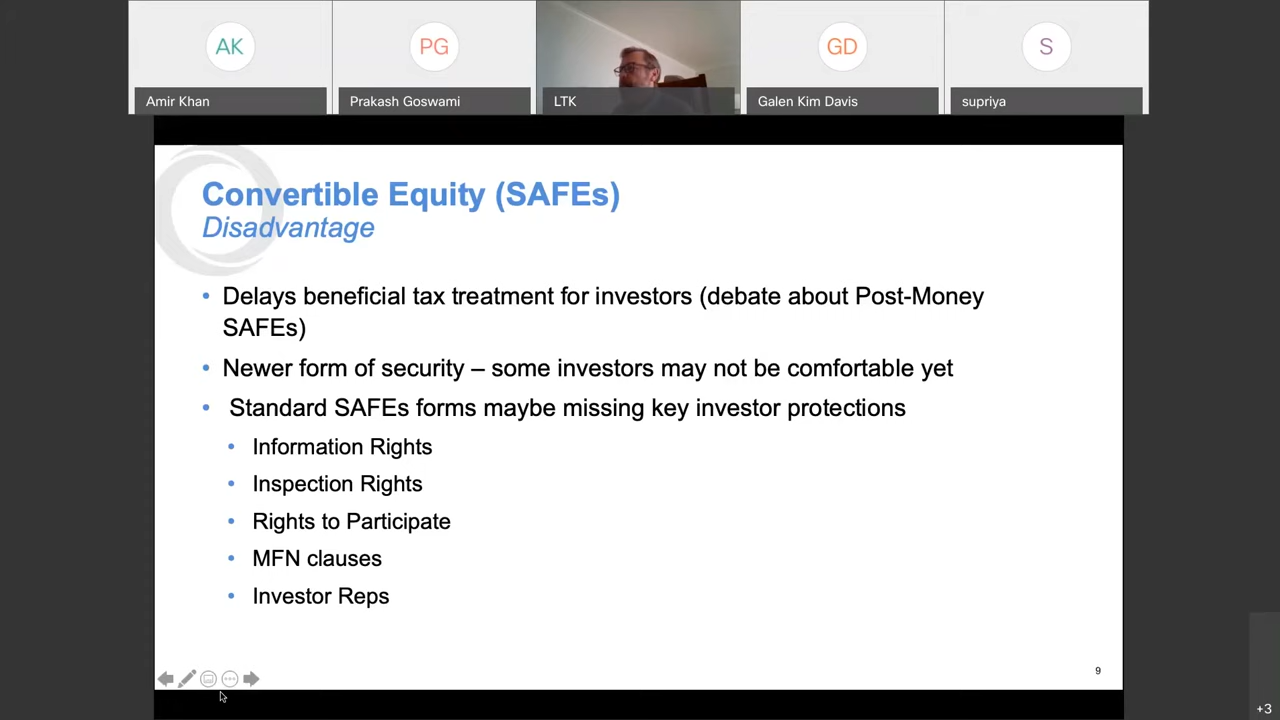 AK
PG
GD
S
Amir Khan
Prakash Goswami
LTK
Galen Kim Davis
supriya
Convertible Equity (SAFEs)
Disadvantage
• Delays beneficial tax treatment for investors (debate about Post-Money
SAFEs)
• Newer form of security – some investors may not be comfortable yet
• Standard SAFEs forms maybe missing key investor protections
• Information Rights
• Inspection Rights
• Rights to Participate
• MFN clauses
• Investor Reps
9
+3